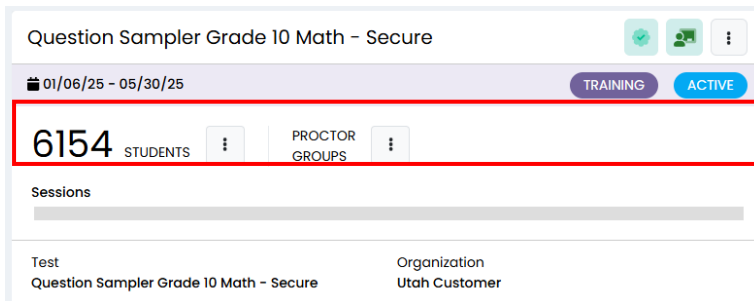 Question Sampler Grade 10 Math - Secure
01/06/25 - 05/30/25 TRAINING ACTIVE
6154 STUDENTS PROCTOR GROUPS
Sessions
Test Organization
Question Sampler Grade 10 Math - Secure Utah Customer